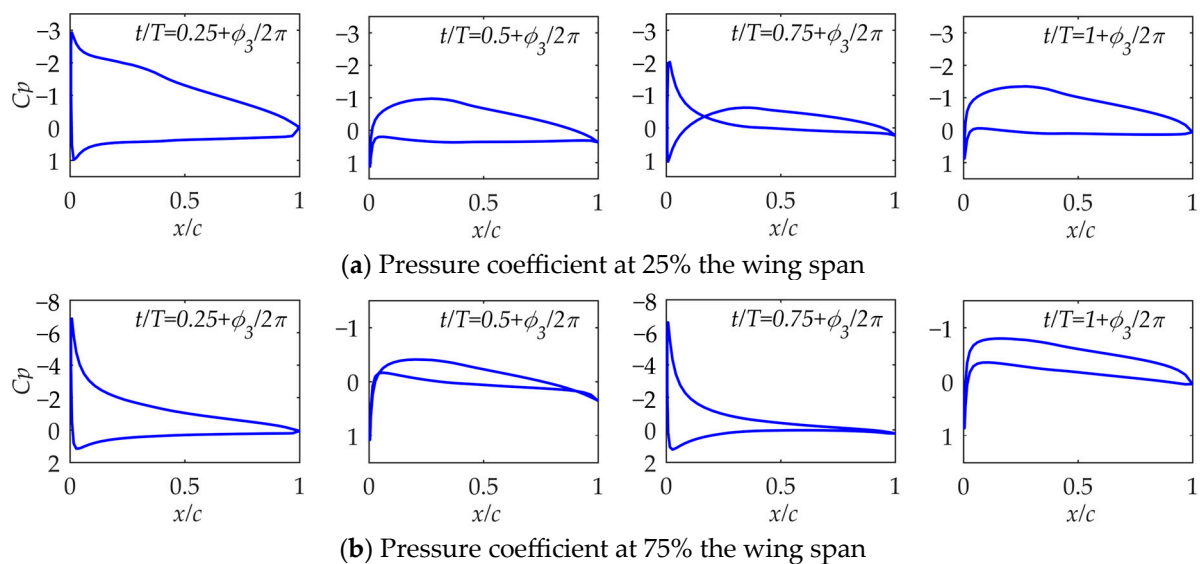 t/T=0.25+ϕ₃/2π
t/T=0.5+ϕ₃/2π
t/T=0.75+ϕ₃/2π
t/T=1+ϕ₃/2π
Cp
−3 −2 −1 0 1
−3 −2 −1 0 1
−3 −2 −1 0 1
−3 −2 −1 0 1
0 0.5 1 0 0.5 1 0 0.5 1 0 0.5 1
x/c x/c x/c x/c
(a) Pressure coefficient at 25% the wing span
t/T=0.25+ϕ₃/2π
t/T=0.5+ϕ₃/2π
t/T=0.75+ϕ₃/2π
t/T=1+ϕ₃/2π
Cp
−8 −6 −4 −2 0 2
−1 0 1
−8 −6 −4 −2 0 2
−1 0 1
0 0.5 1 0 0.5 1 0 0.5 1 0 0.5 1
x/c x/c x/c x/c
(b) Pressure coefficient at 75% the wing span